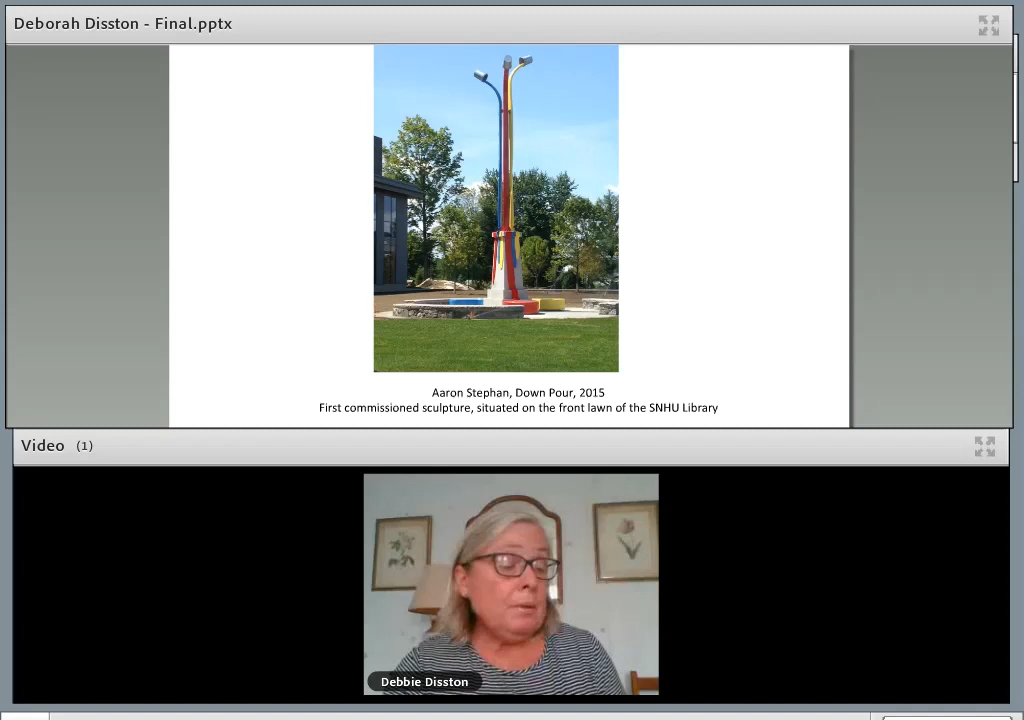 Deborah Disston - Final.pptx
Aaron Stephan, Down Pour, 2015
First commissioned sculpture, situated on the front lawn of the SNHU Library
Video (1)
Debbie Disston